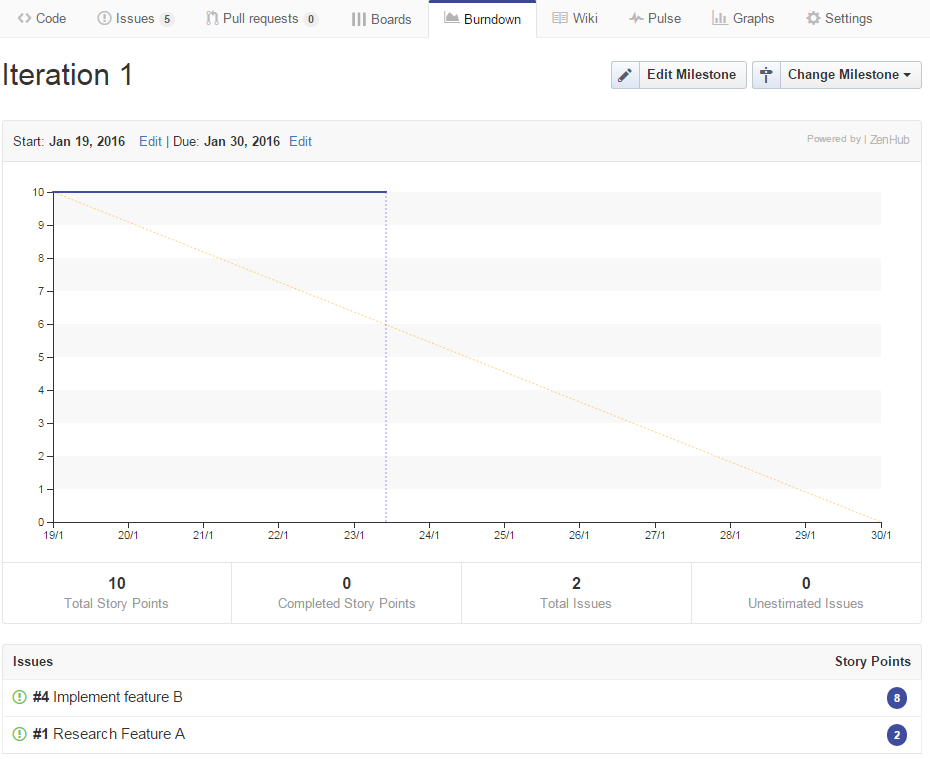 Code Issues 5 Pull requests 0 Boards Burndown Wiki Pulse Graphs Settings
Iteration 1
Edit Milestone Change Milestone
Start: Jan 19, 2016 Edit | Due: Jan 30, 2016 Edit
Powered by | ZenHub
10
9
8
7
6
5
4
3
2
1
0
19/1 20/1 21/1 22/1 23/1 24/1 25/1 26/1 27/1 28/1 29/1 30/1
10 0 2 0
Total Story Points Completed Story Points Total Issues Unestimated Issues
Issues Story Points
#4 Implement feature B 8
#1 Research Feature A 2